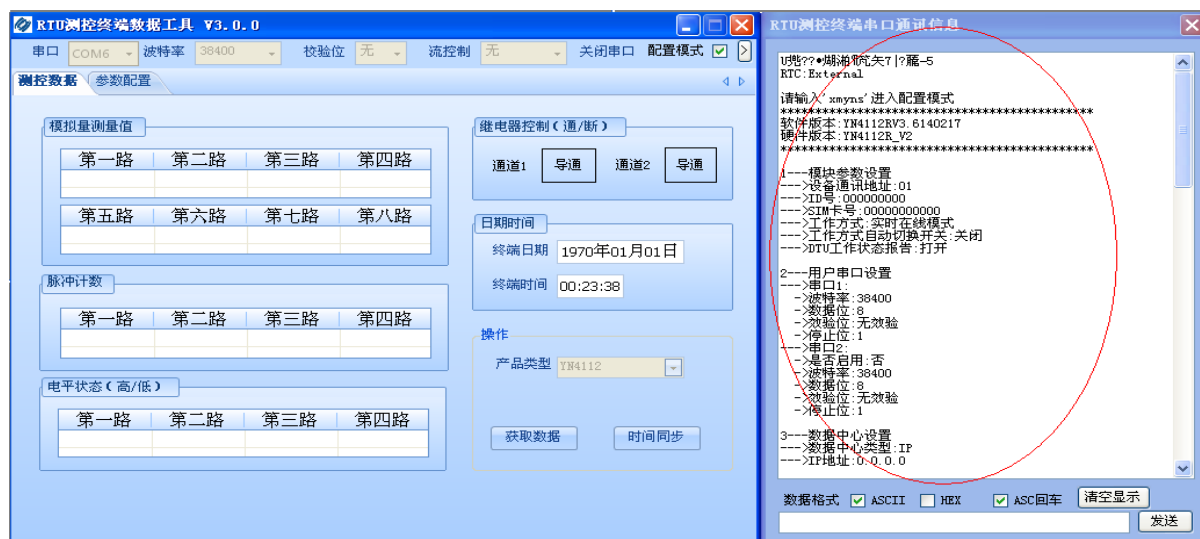 RTU测控终端数据工具 V3.0.0
串口 COM6 波特率 38400 校验位 无 流控制 无 关闭串口 配置模式
测控数据 参数配置
模拟量测量值
第一路 第二路 第三路 第四路
第五路 第六路 第七路 第八路
脉冲计数
第一路 第二路 第三路 第四路
电平状态(高/低)
第一路 第二路 第三路 第四路
继电器控制(通/断)
通道1 导通 通道2 导通
日期时间
终端日期 1970年01月01日
终端时间 00:23:38
操作
产品类型 YN4112
获取数据 时间同步
RTU测控终端串口通讯信息
RTC:External
请输入'xmyns'进入配置模式
********************************************
软件版本:YN4112RV3.6140217
硬件版本:YN4112R_V2
********************************************
1---模块参数设置
--->设备通讯地址:01
--->ID号:000000000
--->SIM卡号:00000000000
--->工作方式:实时在线模式
--->工作方式自动切换开关:关闭
--->DTU工作状态报告:打开
2---用户串口设置
--->串口1:
->波特率:38400
->数据位:8
->效验位:无效验
->停止位:1
--->串口2:
->是否启用:否
->波特率:38400
->数据位:8
->效验位:无效验
->停止位:1
3---数据中心设置
--->数据中心类型:IP
--->IP地址:0.0.0.0
数据格式 ASCII HEX ASC回车 清空显示
发送